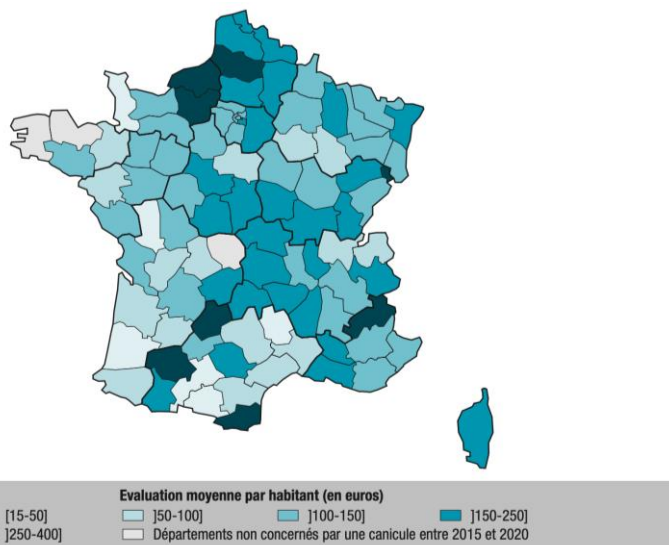 Evaluation moyenne par habitant (en euros)
[15-50] ]50-100] ]100-150] ]150-250]
]250-400] Départements non concernés par une canicule entre 2015 et 2020